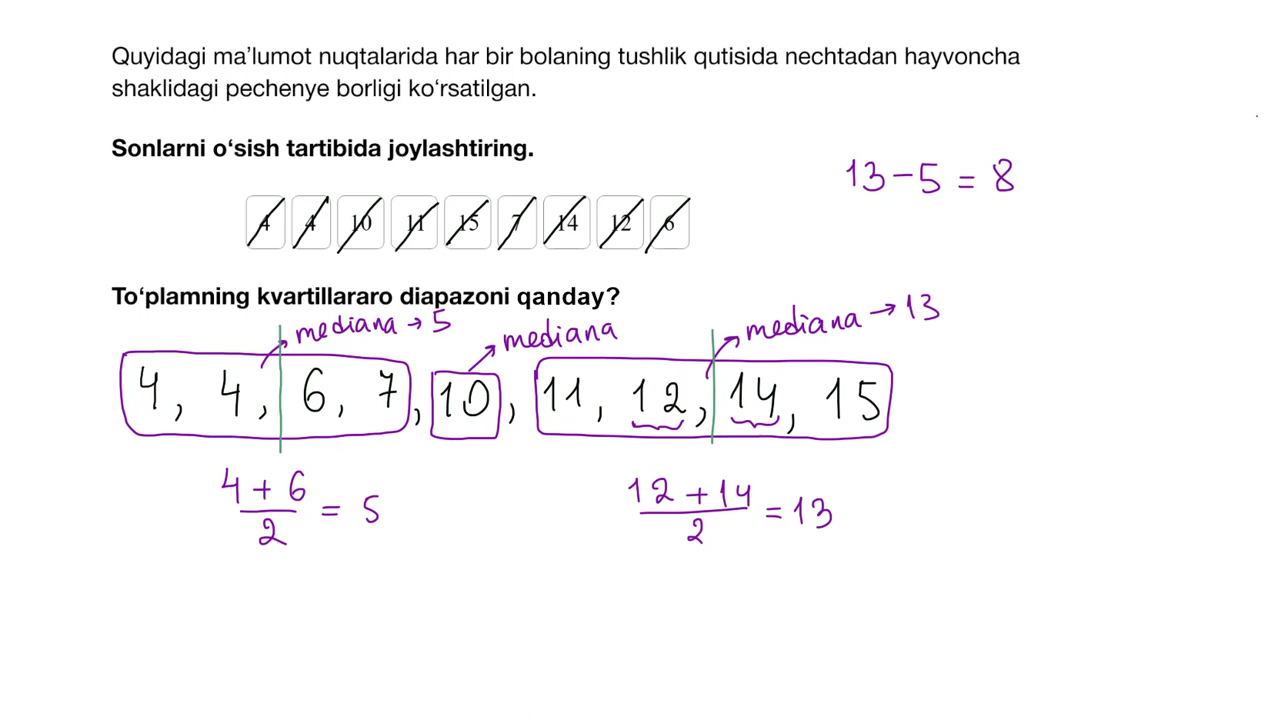 Quyidagi ma’lumot nuqtalarida har bir bolaning tushlik qutisida nechtadan hayvoncha
shaklidagi pechenye borligi ko‘rsatilgan.
Sonlarni o‘sish tartibida joylashtiring.
13 - 5 = 8
4 4 10 11 15 7 14 12 6
To‘plamning kvartillararo diapazoni qanday?
mediana → 5 mediana mediana → 13
4, 4, 6, 7, 10, 11, 12, 14, 15
4 + 6 / 2 = 5
12 + 14 / 2 = 13